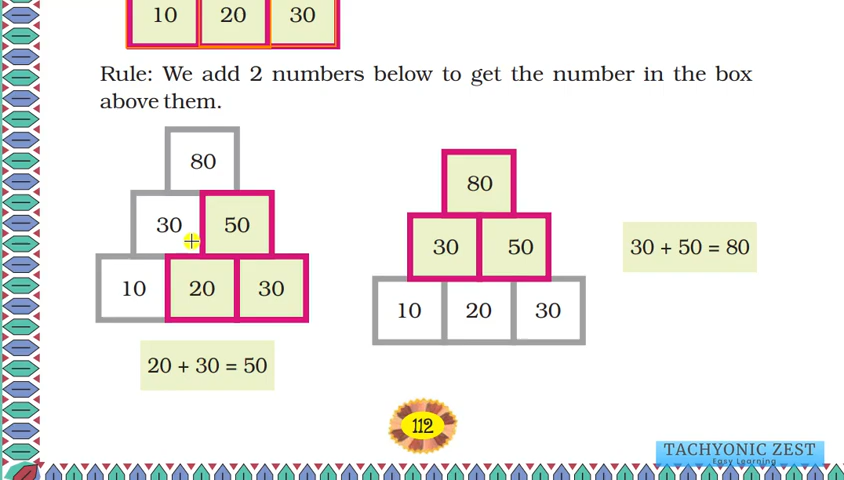 10 20 30
Rule: We add 2 numbers below to get the number in the box
above them.
80
30 50
10 20 30
20 + 30 = 50
80
30 50
10 20 30
30 + 50 = 80
112
TACHYONIC ZEST
Easy Learning